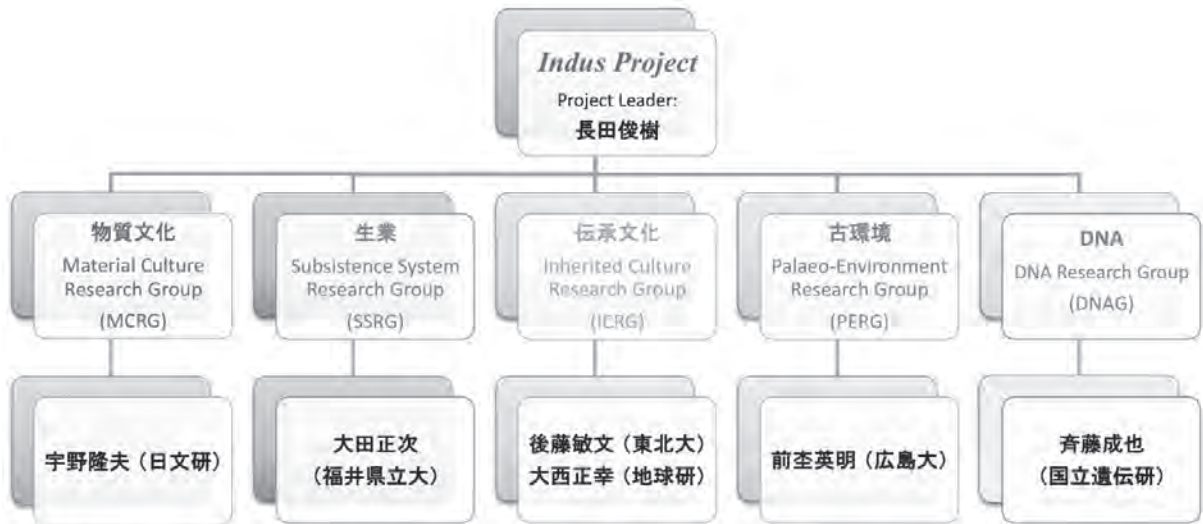 Indus Project
Project Leader:
長田俊樹
物質文化
Material Culture
Research Group
(MCRG)
生業
Subsistence System
Research Group
(SSRG)
伝承文化
Inherited Culture
Research Group
(ICRG)
古環境
Palaeo-Environment
Research Group
(PERG)
DNA
DNA Research Group
(DNAG)
宇野隆夫（日文研）
大田正次
（福井県立大）
後藤敏文（東北大）
大西正幸（地球研）
前杢英明（広島大）
斉藤成也
（国立遺伝研）